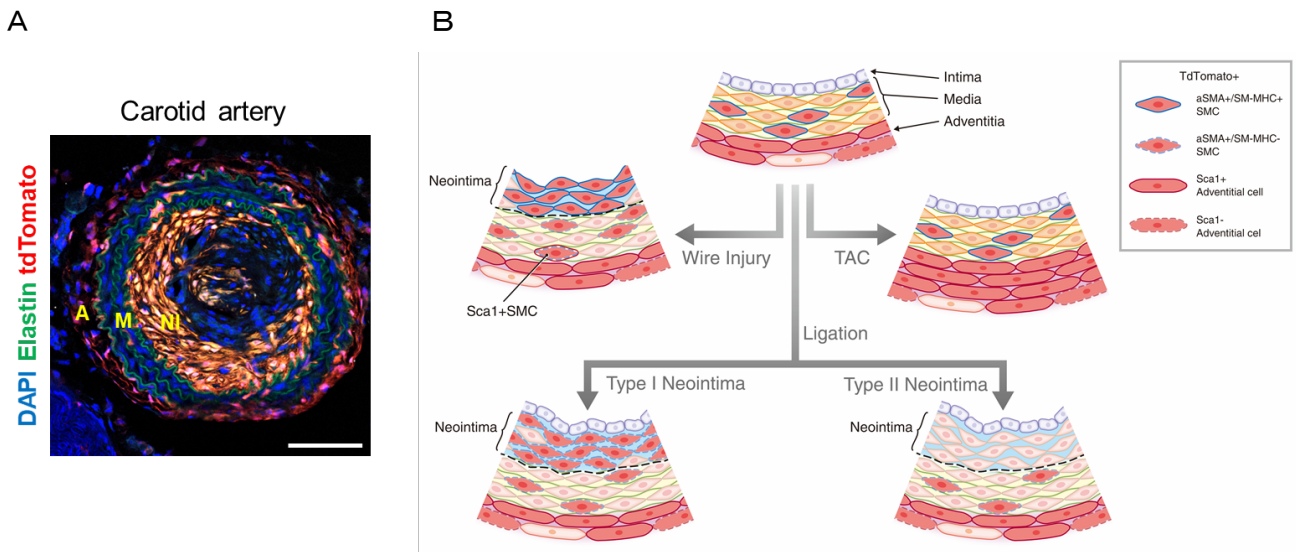 A
B
Carotid artery
DAPI Elastin tdTomato
A
M
NI
Intima
Media
Adventitia
Neointima
Wire Injury
TAC
Sca1+SMC
Ligation
Type I Neointima
Type II Neointima
Neointima
Neointima
TdTomato+
aSMA+/SM-MHC+
SMC
aSMA+/SM-MHC-
SMC
Sca1+
Adventitial cell
Sca1-
Adventitial cel